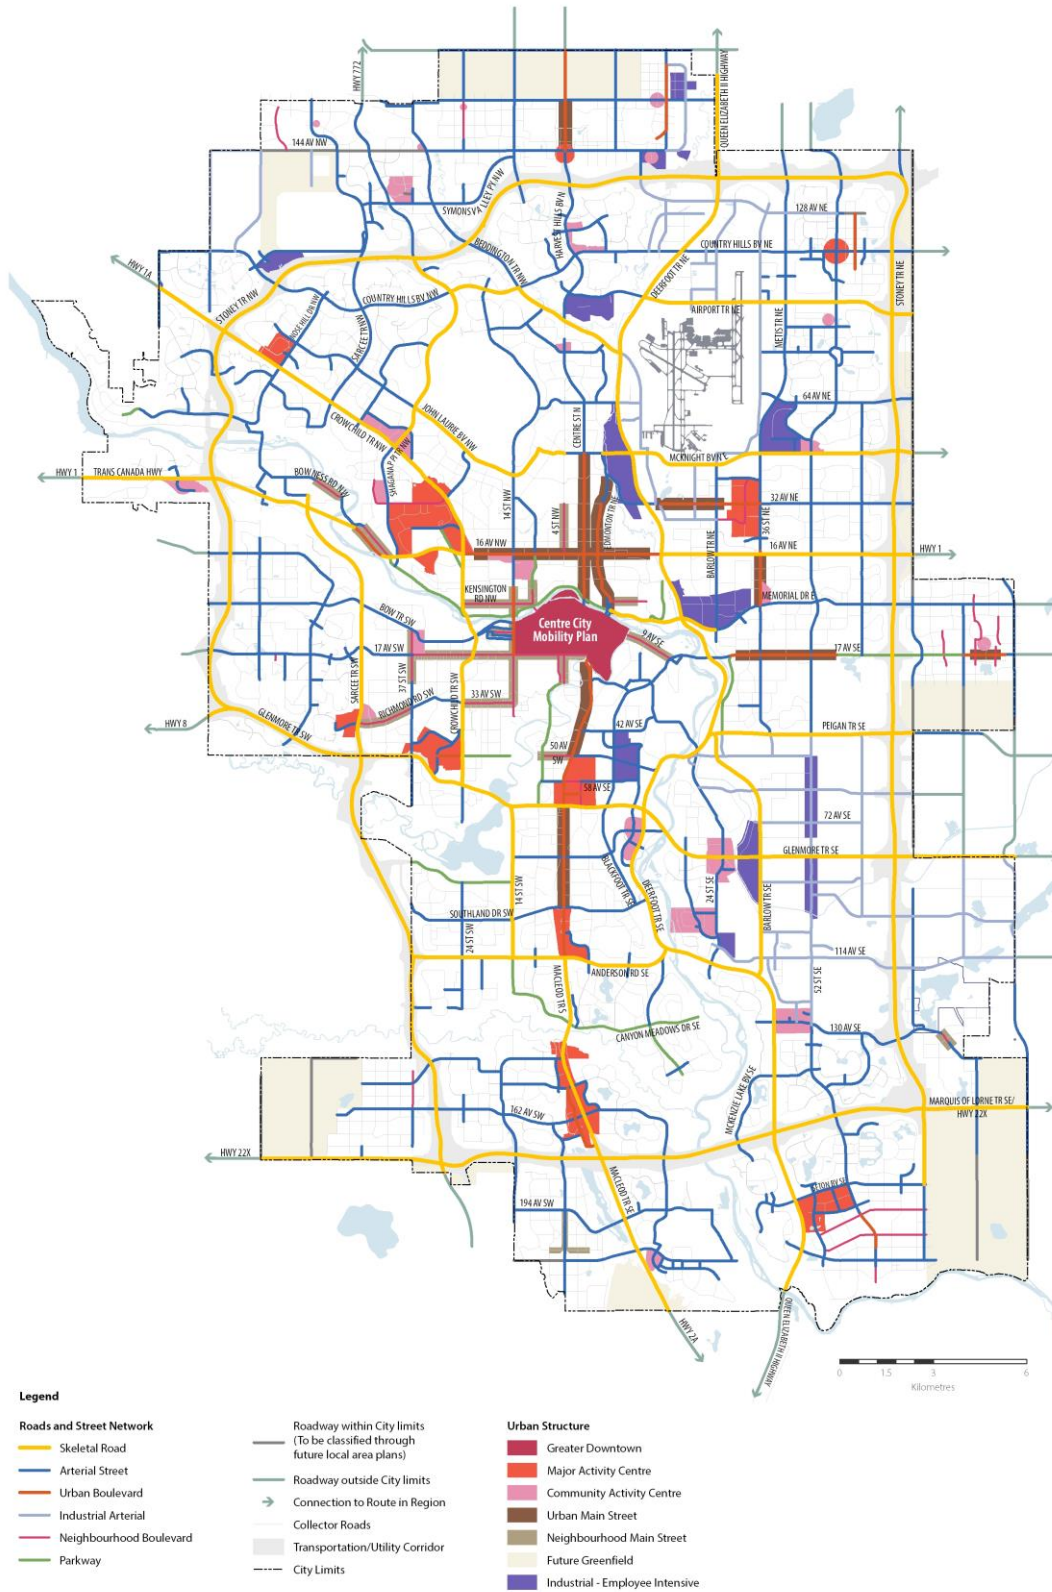 HWY 772
QUEEN ELIZABETH II HIGHWAY
144 AV NW
SYMONS VALLEY PY NW
HARVEST HILLS BV N
128 AV NE
COUNTRY HILLS BV NE
BEDDINGTON TR NW
DEERFOOT TR NE
STONEY TR NE
HWY 1A
STONEY TR NW
COUNTRY HILLS BV NW
AIRPORT TR NE
METIS TR NE
SARCEE TR NW
64 AV NE
JOHN LAURIE BV NW
CROWCHILD TR NW
CENTRE ST N
SHAGANAPPI TR NW
MCKNIGHT BV NE
HWY 1
TRANS CANADA HWY
BOWNESS RD NW
14 ST NW
4 ST NW
EDMONTON TR NE
32 AV NE
36 ST NE
BARLOW TR NE
16 AV NW
16 AV NE
HWY 1
KENSINGTON
RD NW
MEMORIAL DR E
BOW TR SW
Centre City
Mobility Plan
9 AV SE
17 AV SW
17 AV SE
37 ST SW
SARCEE TR SW
RICHMOND RD SW
CROWCHILD TR SW
33 AV SW
HWY 8
GLENMORE TR SW
42 AV SE
PEIGAN TR SE
50 AV
SW
58 AV SE
72 AV SE
GLENMORE TR SE
BLACKFOOT TR SE
DEERFOOT TR SE
24 ST SE
BARLOW TR SE
14 ST SW
SOUTHLAND DR SW
24 ST SW
114 AV SE
52 ST SE
ANDERSON RD SE
MACLEOD TR S
CANYON MEADOWS DR SE
130 AV SE
MCKENZIE LAKE BV SE
MARQUIS OF LORNE TR SE/
HWY 22X
162 AV SW
HWY 22X
MACLEOD TR SE
SETON BV SE
194 AV SW
HWY 2A
QUEEN ELIZABETH II HIGHWAY
0 1.5 3 6
Kilometres
Legend
Roads and Street Network
Skeletal Road
Arterial Street
Urban Boulevard
Industrial Arterial
Neighbourhood Boulevard
Parkway
Roadway within City limits
(To be classified through
future local area plans)
Roadway outside City limits
Connection to Route in Region
Collector Roads
Transportation/Utility Corridor
City Limits
Urban Structure
Greater Downtown
Major Activity Centre
Community Activity Centre
Urban Main Street
Neighbourhood Main Street
Future Greenfield
Industrial - Employee Intensive